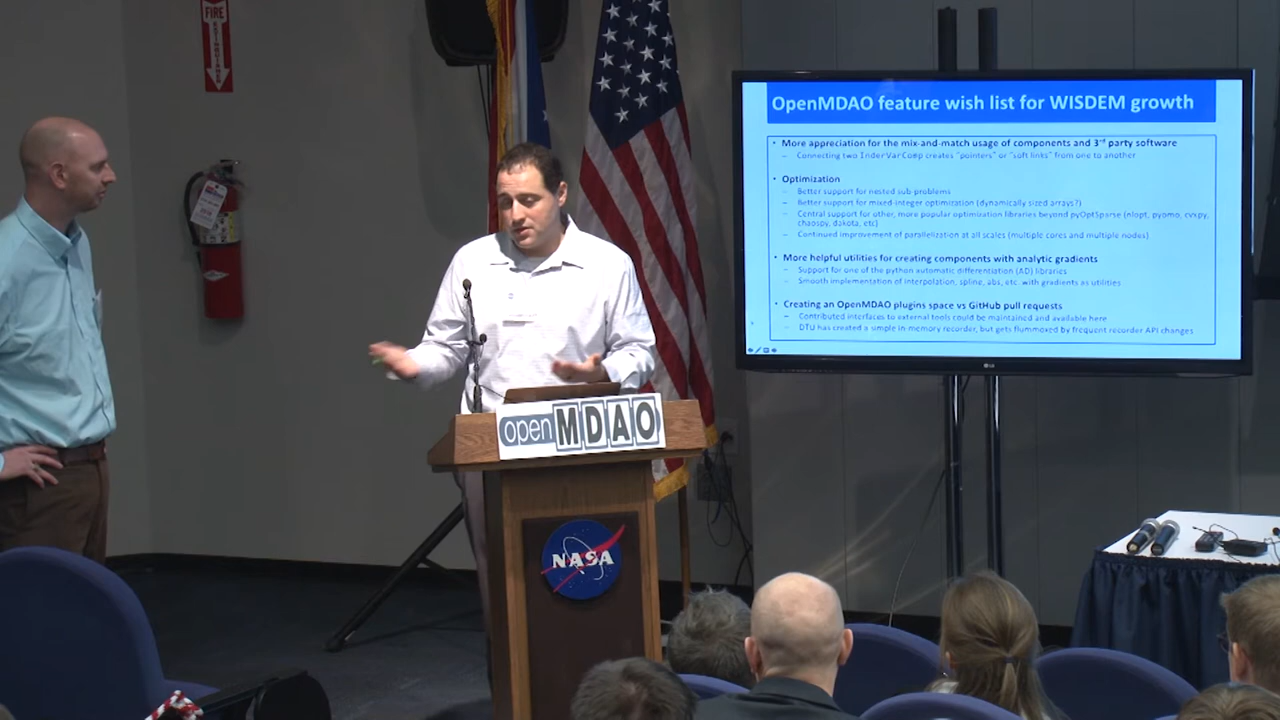 FIRE
EXTINGUISHER
OpenMDAO feature wish list for WISDEM growth
• More appreciation for the mix-and-match usage of components and 3rd party software
– Connecting two IndepVarComp creates "pointers" or "soft links" from one to another
• Optimization
– Better support for nested sub-problems
– Better support for mixed-integer optimization (dynamically sized arrays?)
– Central support for other, more popular optimization libraries beyond pyOptSparse (nlopt, pyomo, cvxpy,
chaospy, dakota, etc)
– Continued improvement of parallelization at all scales (multiple cores and multiple nodes)
• More helpful utilities for creating components with analytic gradients
– Support for one of the python automatic differentiation (AD) libraries
– Smooth implementation of interpolation, spline, abs, etc. with gradients as utilities
• Creating an OpenMDAO plugins space vs GitHub pull requests
– Contributed interfaces to external tools could be maintained and available here
– DTU has created a simple in memory recorder, but gets flummoxed by frequent recorder API changes
LG
openMDAO
NASA